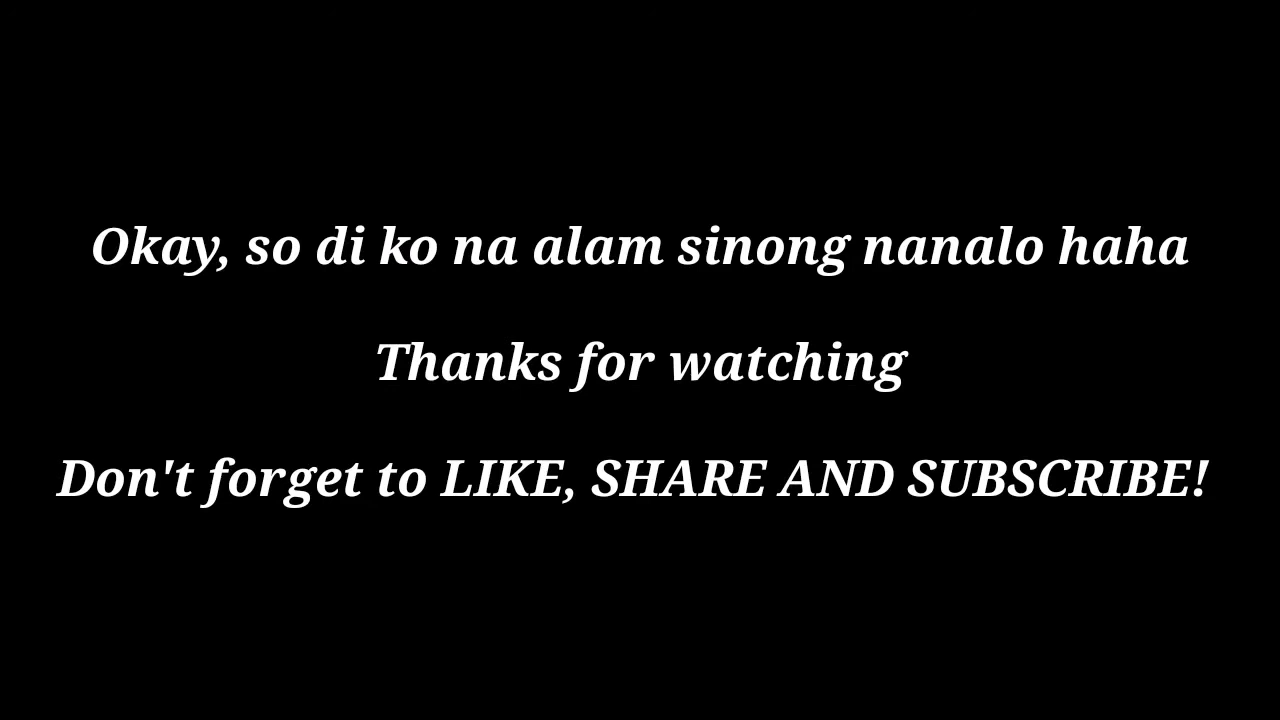 Okay, so di ko na alam sinong nanalo haha
Thanks for watching
Don't forget to LIKE, SHARE AND SUBSCRIBE!